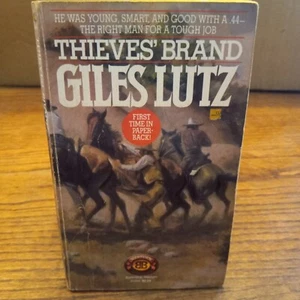 HE WAS YOUNG, SMART, AND GOOD WITH A .44—
THE RIGHT MAN FOR A TOUGH JOB
THIEVES' BRAND
GILES LUTZ
FIRST
TIME IN
PAPER-
BACK!